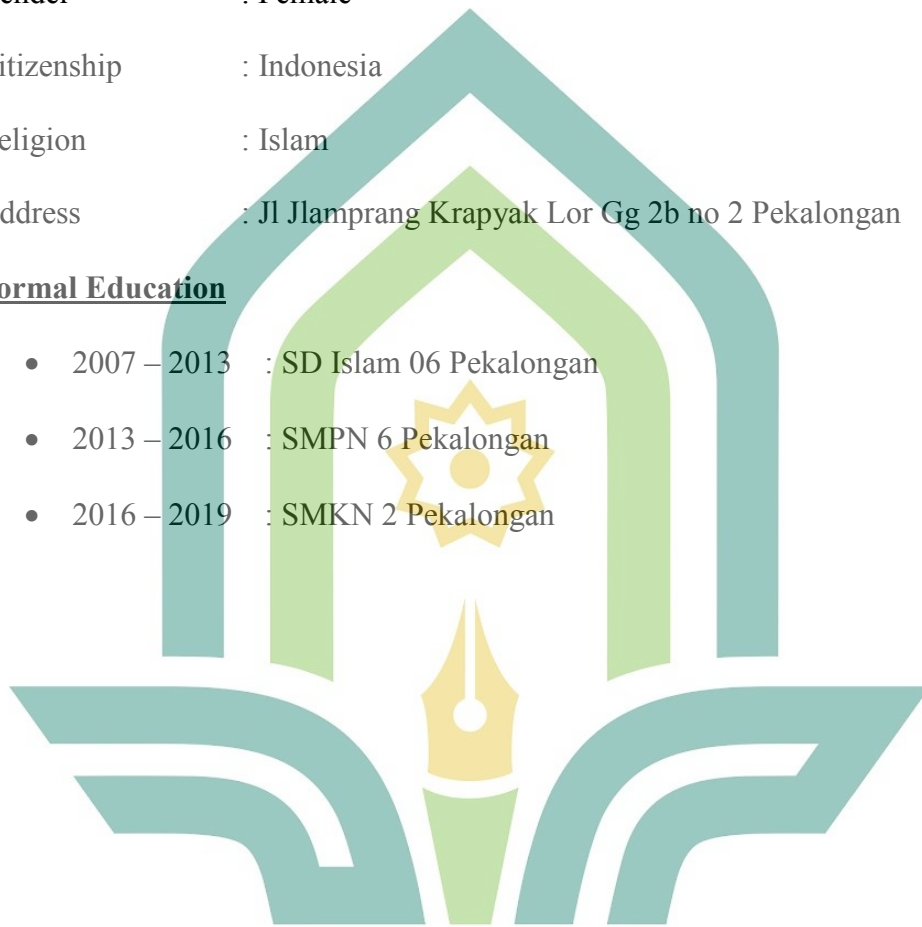 ender : Female
itizenship : Indonesia
eligion : Islam
ddress : Jl Jlamprang Krapyak Lor Gg 2b no 2 Pekalongan
ormal Education
• 2007 – 2013 : SD Islam 06 Pekalongan
• 2013 – 2016 : SMPN 6 Pekalongan
• 2016 – 2019 : SMKN 2 Pekalongan